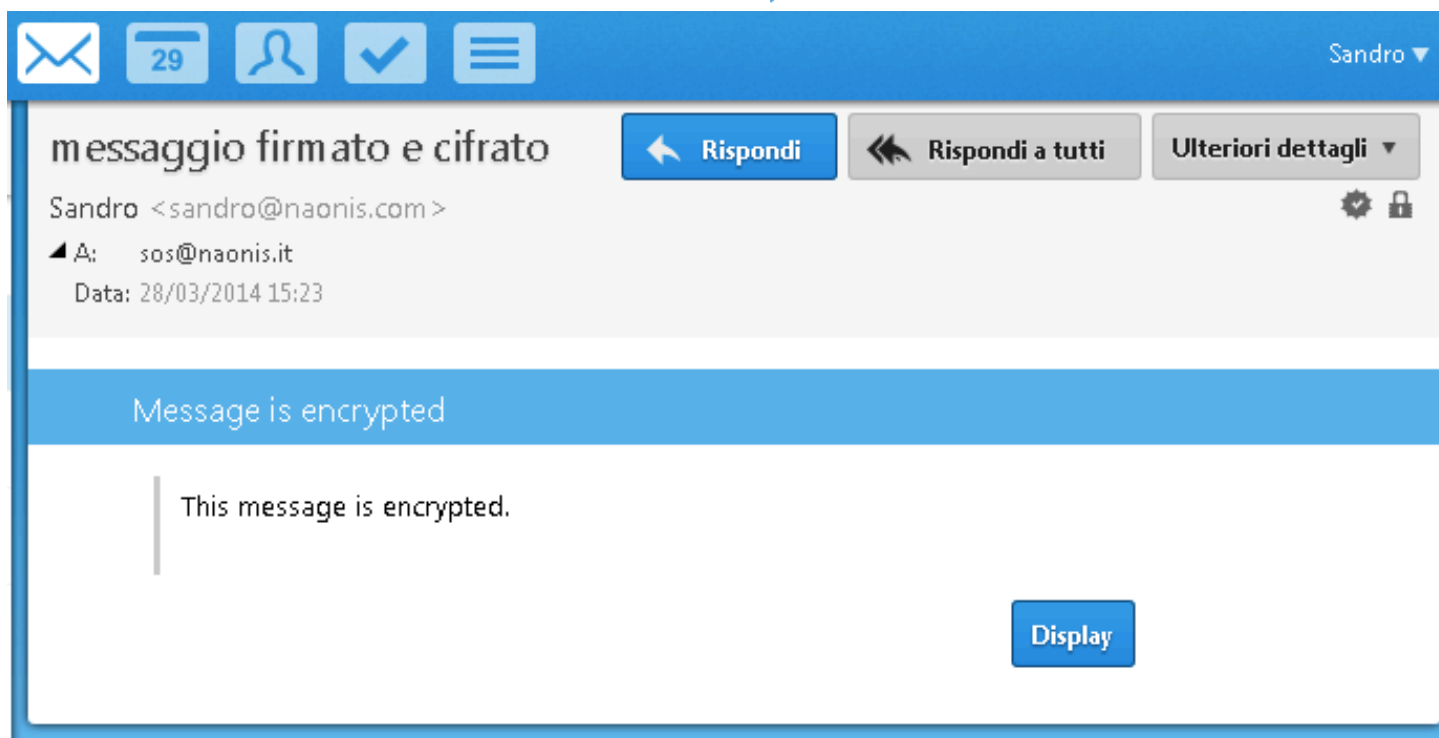 29
Sandro
messaggio firmato e cifrato
Rispondi
Rispondi a tutti
Ulteriori dettagli
Sandro <sandro@naonis.com>
A: sos@naonis.it
Data: 28/03/2014 15:23
Message is encrypted
This message is encrypted.
Display